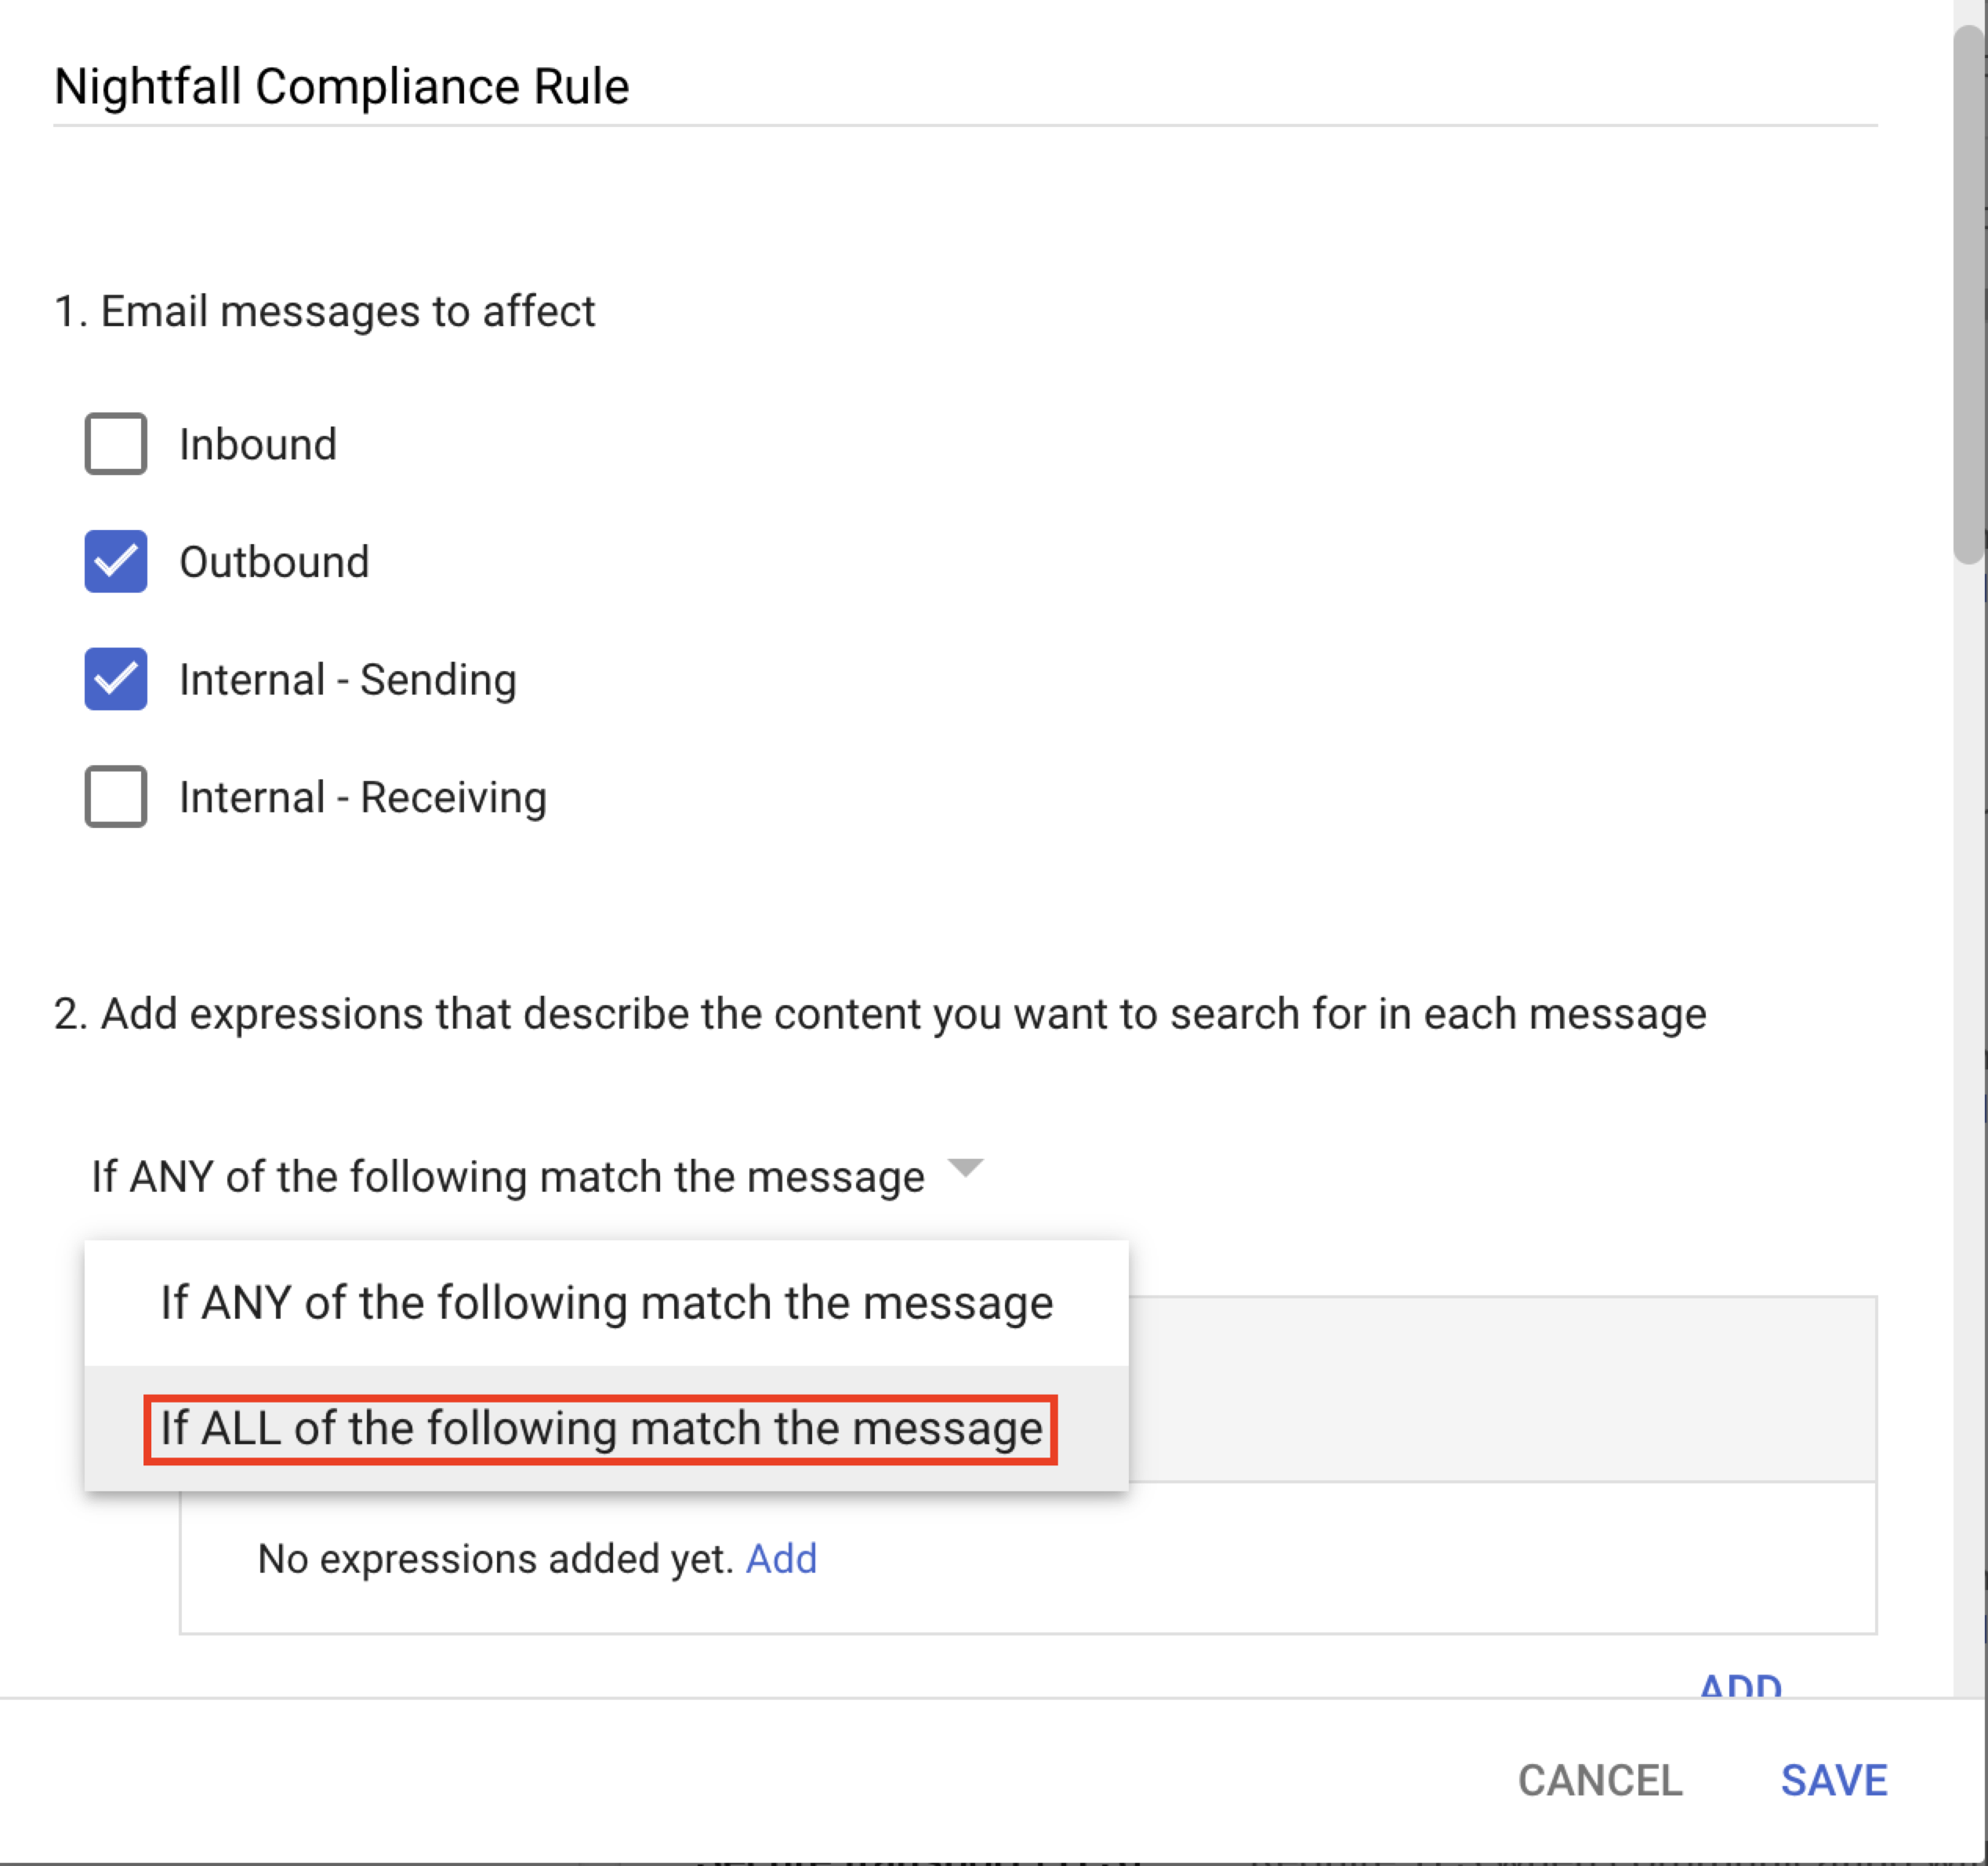 Nightfall Compliance Rule
1. Email messages to affect
Inbound
Outbound
Internal - Sending
Internal - Receiving
2. Add expressions that describe the content you want to search for in each message
If ANY of the following match the message
If ANY of the following match the message
If ALL of the following match the message
No expressions added yet. Add
ADD
CANCEL SAVE